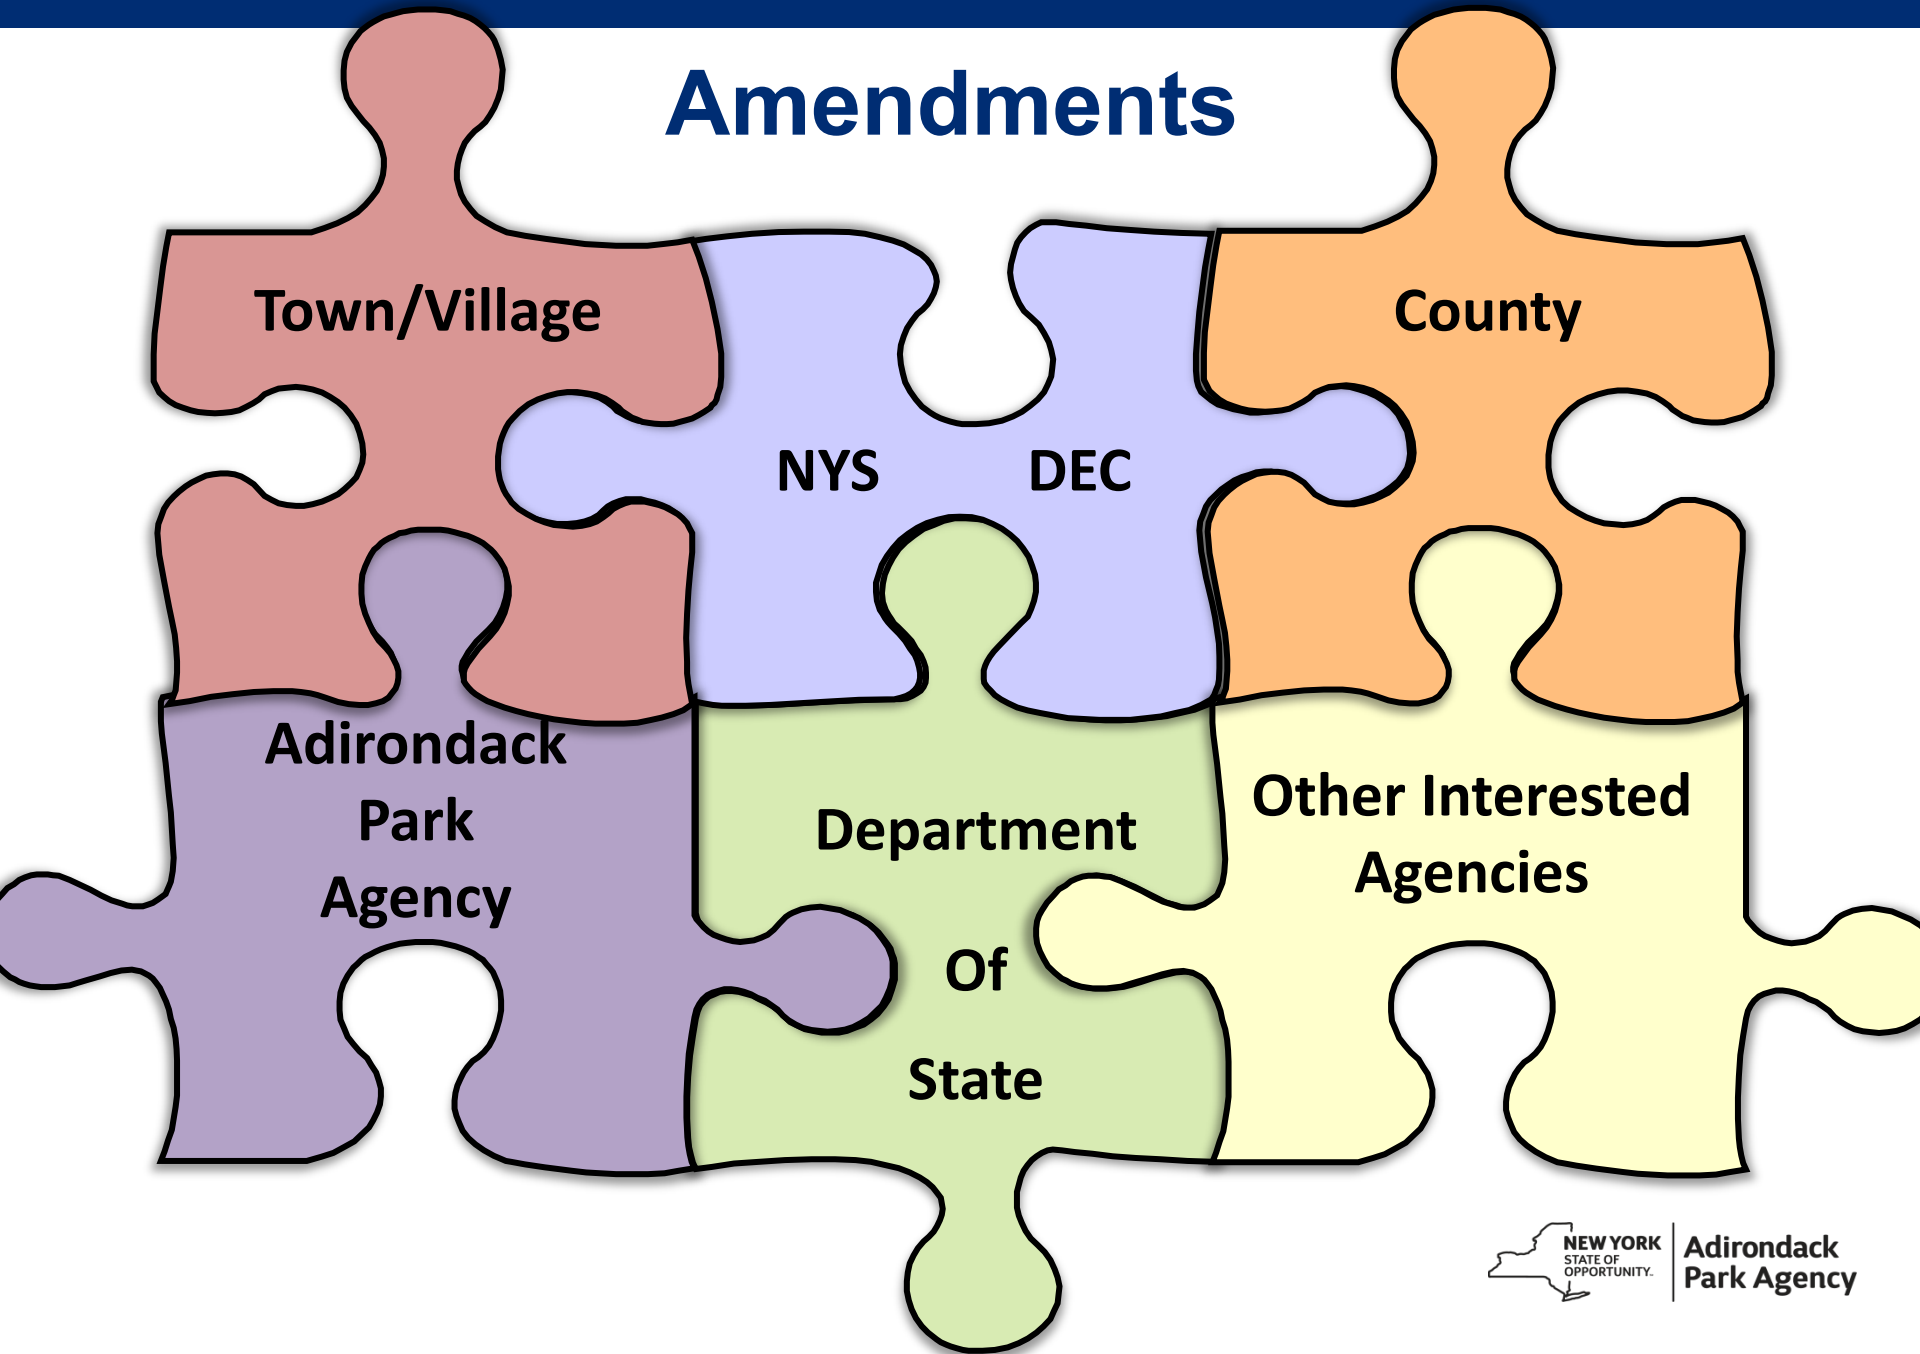 Amendments
Town/Village
County
NYS DEC
Adirondack
Park
Agency
Department
Of
State
Other Interested
Agencies
NEW YORK
STATE OF
OPPORTUNITY.
Adirondack
Park Agency